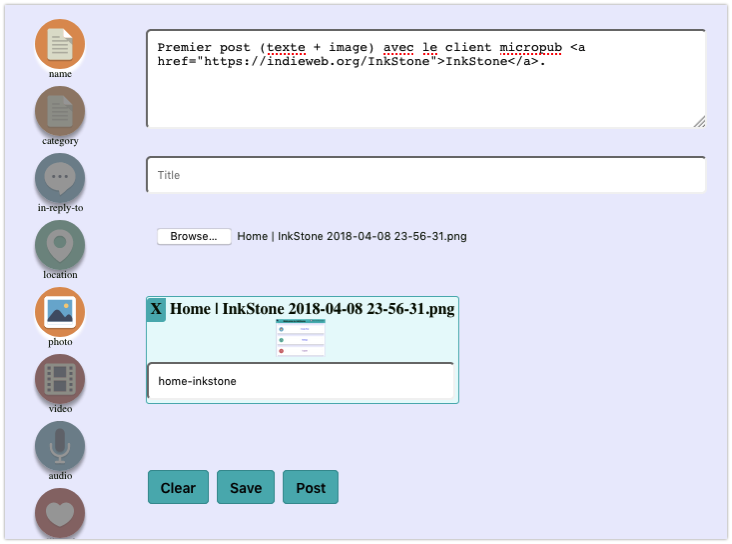 name
category
in-reply-to
location
photo
video
audio
Premier post (texte + image) avec le client micropub <a
href="https://indieweb.org/InkStone">InkStone</a>.
Title
Browse... Home | InkStone 2018-04-08 23-56-31.png
X Home | InkStone 2018-04-08 23-56-31.png
home-inkstone
Clear Save Post